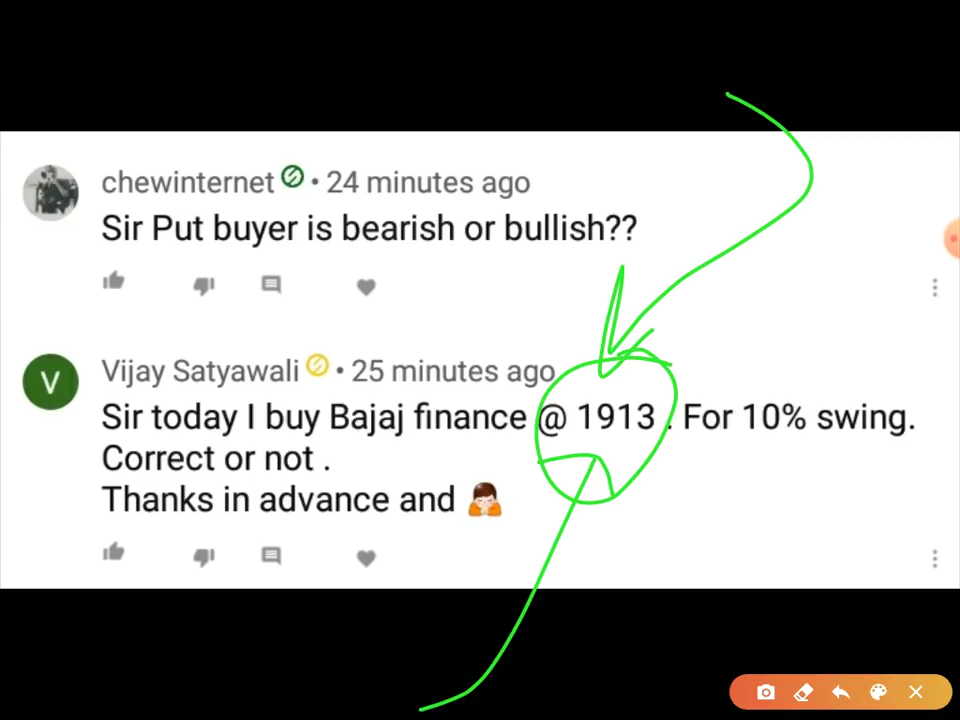 chewinternet • 24 minutes ago
Sir Put buyer is bearish or bullish??
V
Vijay Satyawali • 25 minutes ago
Sir today I buy Bajaj finance @ 1913 . For 10% swing.
Correct or not .
Thanks in advance and 🙏